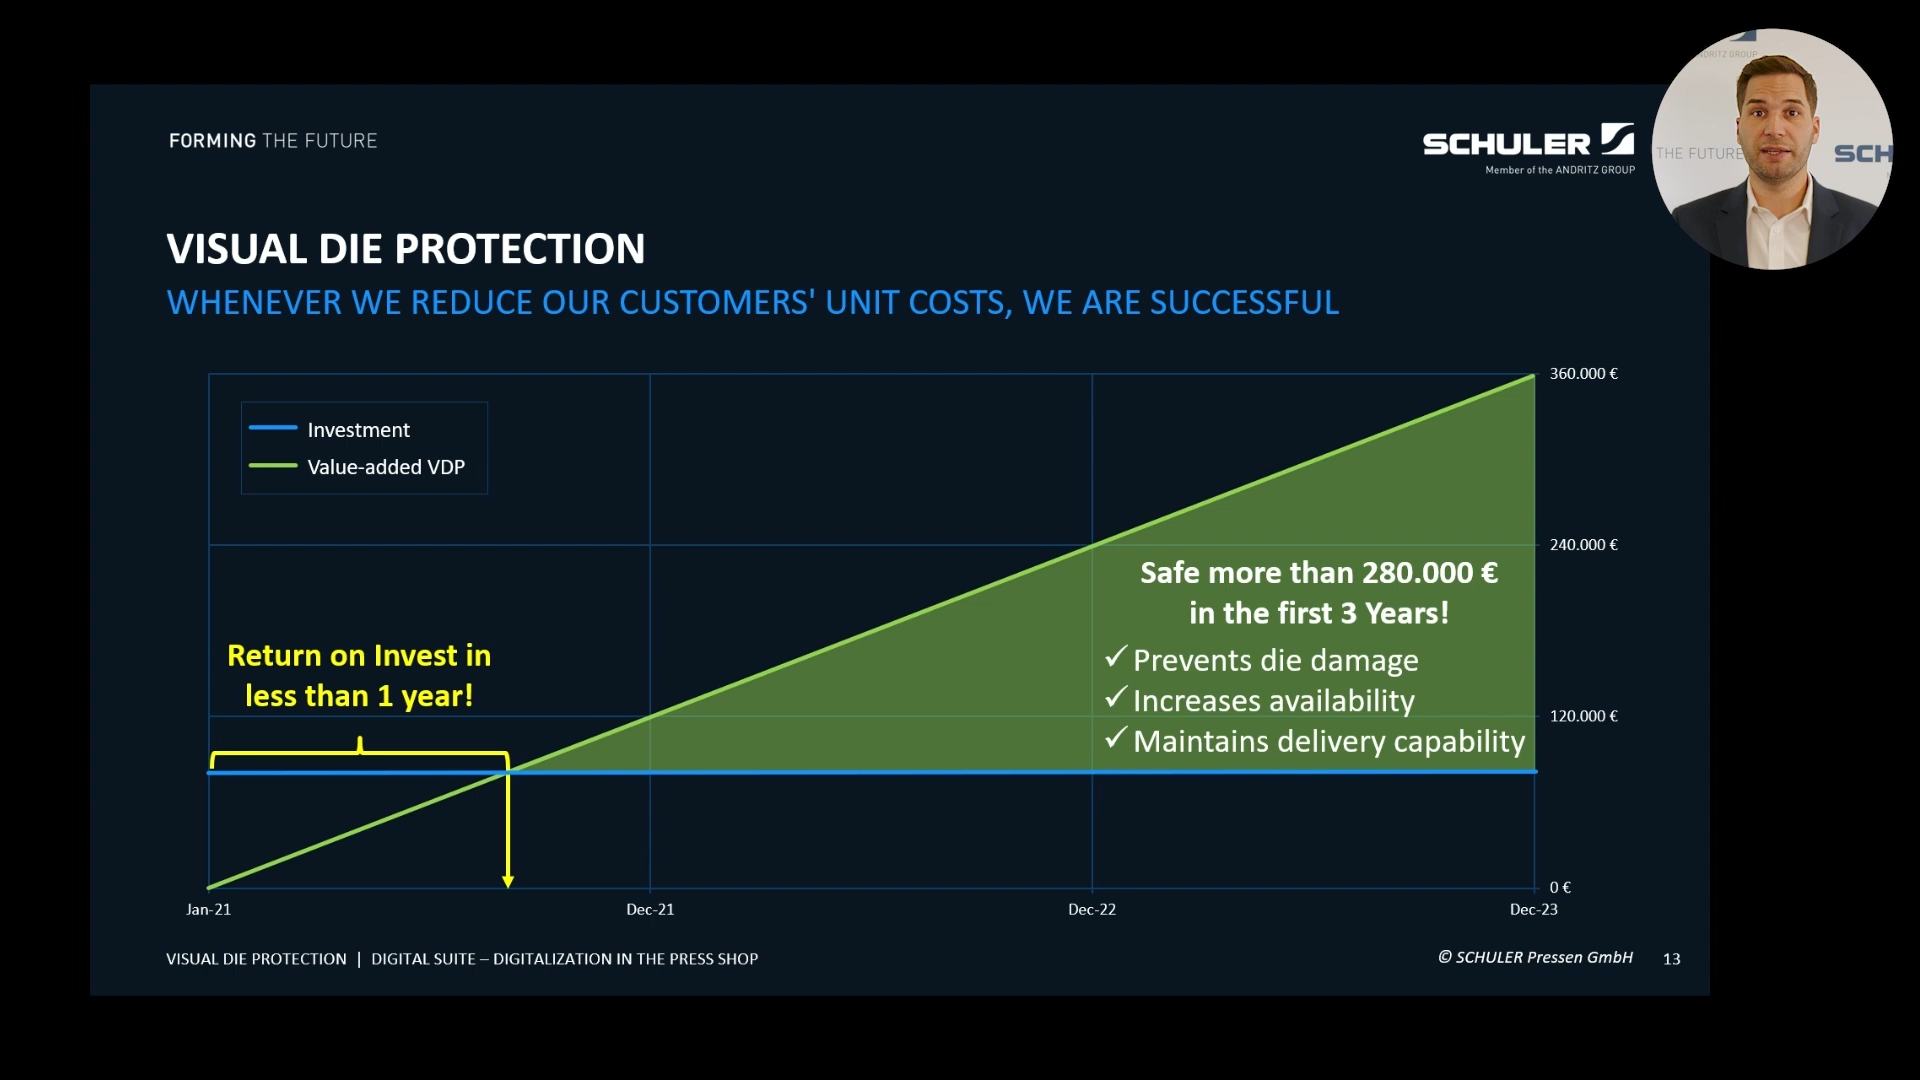 FORMING THE FUTURE
SCHULER
Member of the ANDRITZ GROUP
ANDRITZ GROUP
THE FUTURE
SCH
VISUAL DIE PROTECTION
WHENEVER WE REDUCE OUR CUSTOMERS' UNIT COSTS, WE ARE SUCCESSFUL
Investment
Value-added VDP
360.000 €
240.000 €
120.000 €
0 €
Safe more than 280.000 €
in the first 3 Years!
✓ Prevents die damage
✓ Increases availability
✓ Maintains delivery capability
Return on Invest in
less than 1 year!
Jan-21
Dec-21
Dec-22
Dec-23
VISUAL DIE PROTECTION | DIGITAL SUITE – DIGITALIZATION IN THE PRESS SHOP
© SCHULER Pressen GmbH
13